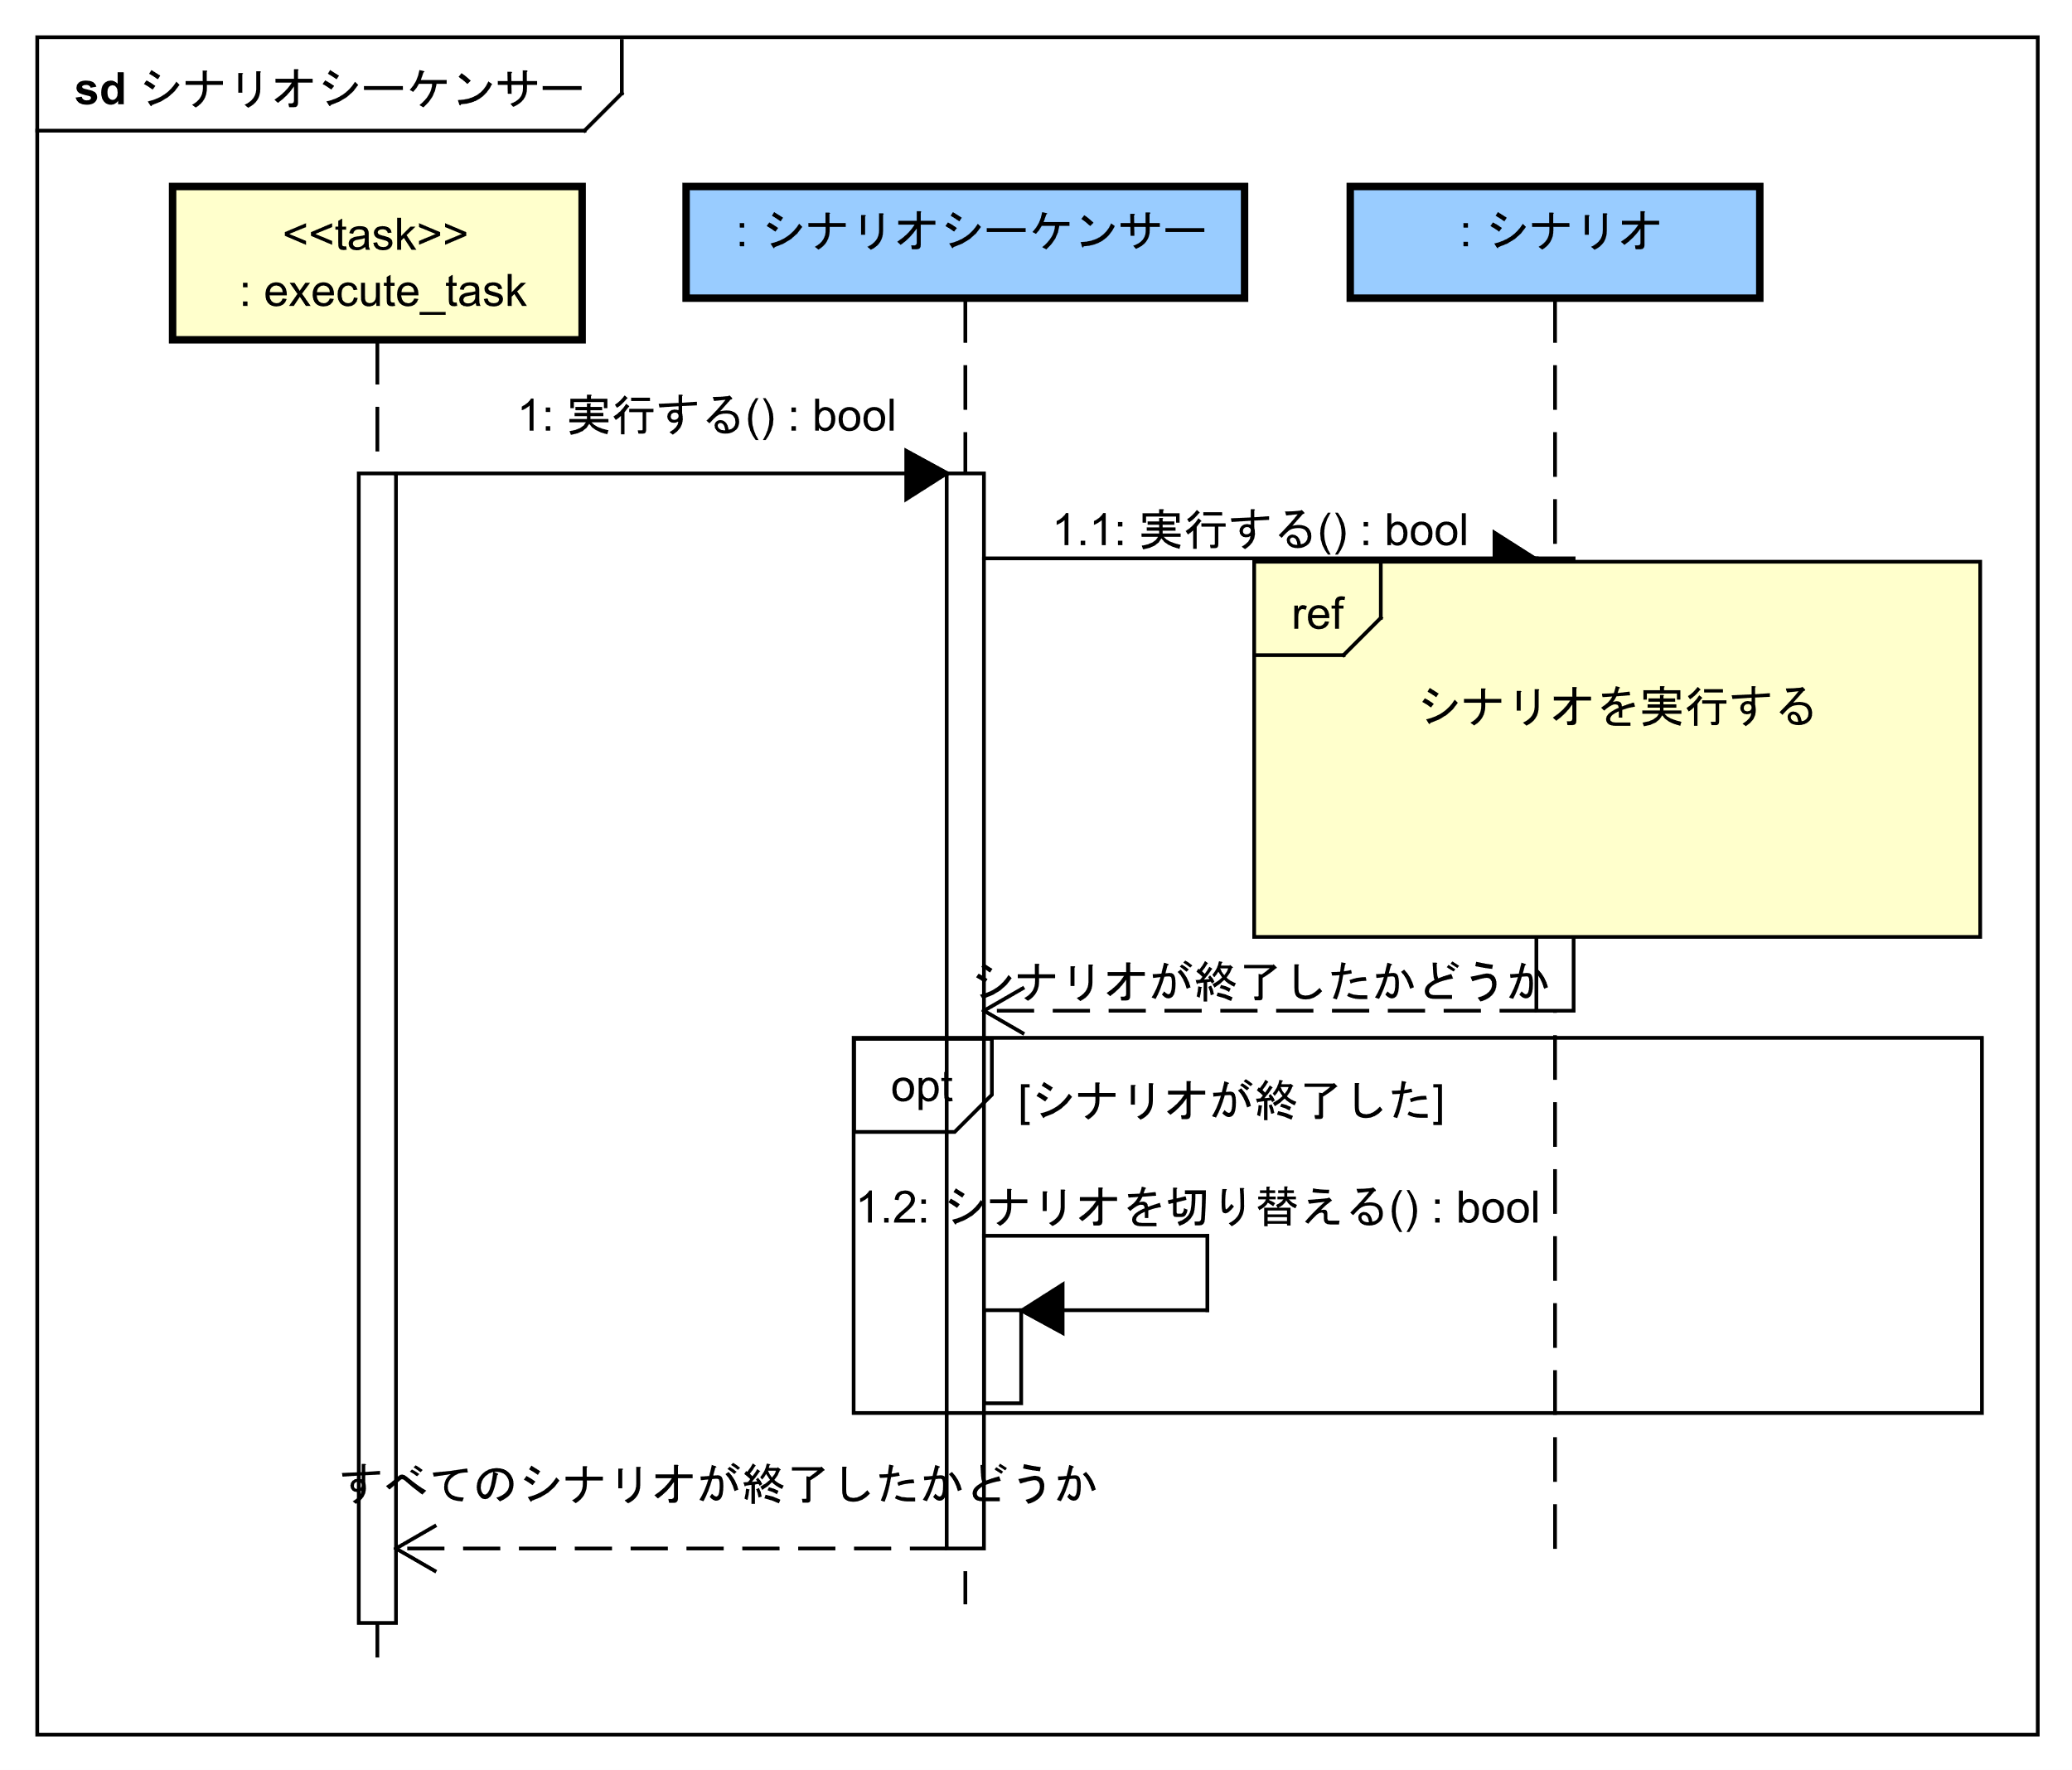 sd シナリオシーケンサー
<<task>>
: execute_task
: シナリオシーケンサー
: シナリオ
1: 実行する() : bool
1.1: 実行する() : bool
ref
シナリオを実行する
シナリオが終了したかどうか
opt
[シナリオが終了した]
1.2: シナリオを切り替える() : bool
すべてのシナリオが終了したかどうか